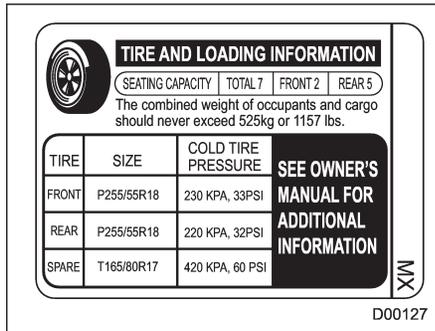 TIRE AND LOADING INFORMATION
SEATING CAPACITY TOTAL 7 FRONT 2 REAR 5
The combined weight of occupants and cargo
should never exceed 525kg or 1157 lbs.
TIRE SIZE COLD TIRE PRESSURE
FRONT P255/55R18 230 KPA, 33PSI
REAR P255/55R18 220 KPA, 32PSI
SPARE T165/80R17 420 KPA, 60 PSI
SEE OWNER'S
MANUAL FOR
ADDITIONAL
INFORMATION
MX
D00127